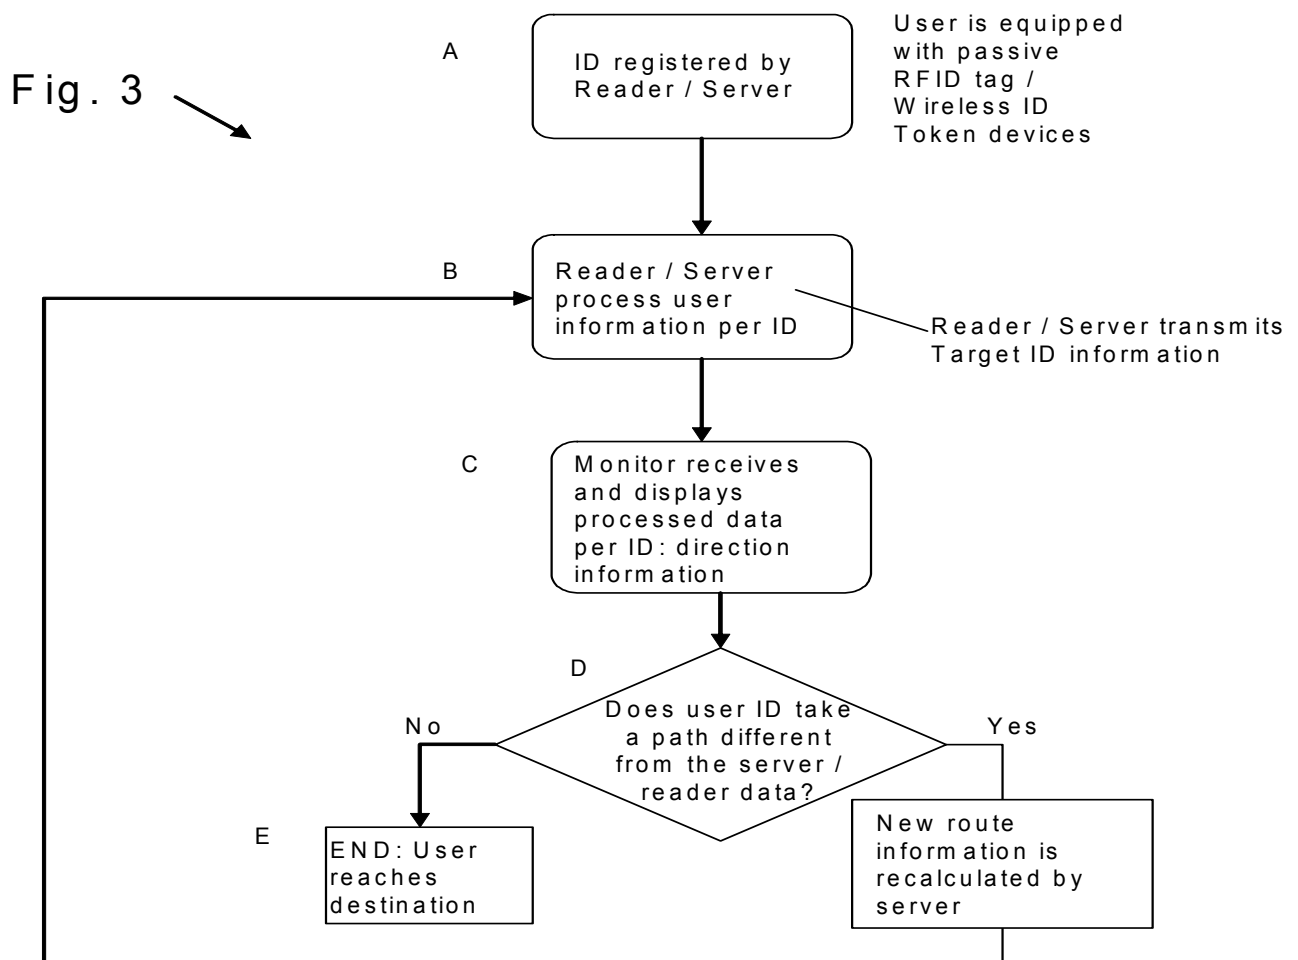 Fig. 3
A
ID registered by
Reader / Server
User is equipped
with passive
RFID tag /
Wireless ID
Token devices
B
Reader / Server
process user
information per ID
Reader / Server transmits
Target ID information
C
Monitor receives
and displays
processed data
per ID: direction
information
D
Does user ID take
a path different
from the server /
reader data?
No
Yes
E
END: User
reaches
destination
New route
information is
recalculated by
server